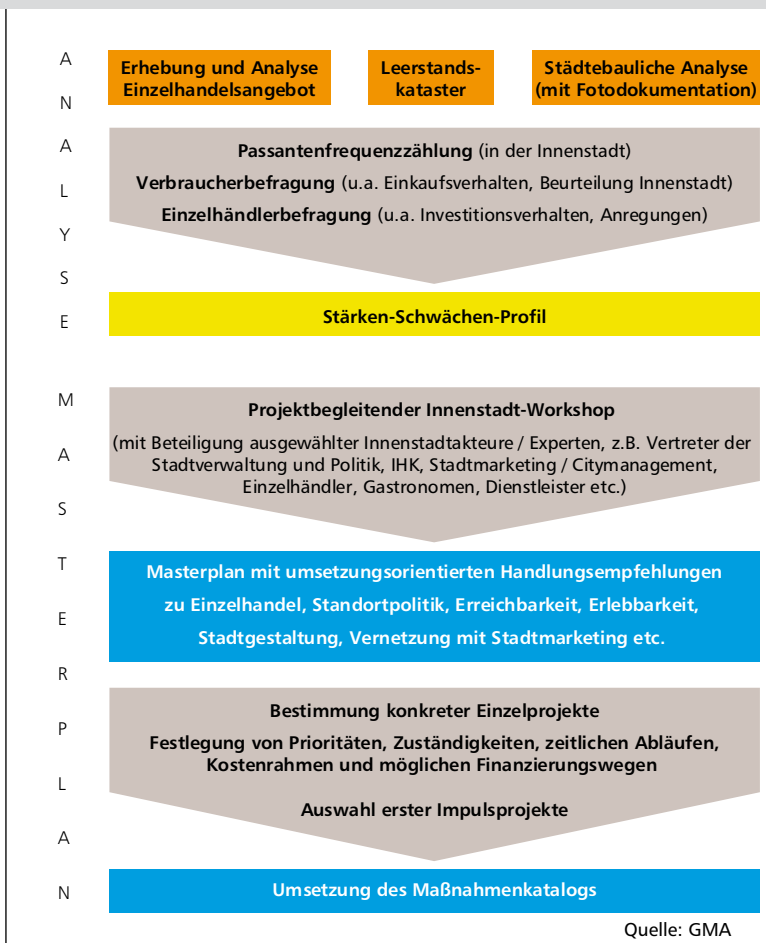 A
N
A
L
Y
S
E
Erhebung und Analyse
Einzelhandelsangebot
Leerstands-
kataster
Städtebauliche Analyse
(mit Fotodokumentation)
Passantenfrequenzzählung (in der Innenstadt)
Verbraucherbefragung (u.a. Einkaufsverhalten, Beurteilung Innenstadt)
Einzelhändlerbefragung (u.a. Investitionsverhalten, Anregungen)
Stärken-Schwächen-Profil
M
A
S
T
E
R
P
L
A
N
Projektbegleitender Innenstadt-Workshop
(mit Beteiligung ausgewählter Innenstadtakteure / Experten, z.B. Vertreter der
Stadtverwaltung und Politik, IHK, Stadtmarketing / Citymanagement,
Einzelhändler, Gastronomen, Dienstleister etc.)
Masterplan mit umsetzungsorientierten Handlungsempfehlungen
zu Einzelhandel, Standortpolitik, Erreichbarkeit, Erlebbarkeit,
Stadtgestaltung, Vernetzung mit Stadtmarketing etc.
Bestimmung konkreter Einzelprojekte
Festlegung von Prioritäten, Zuständigkeiten, zeitlichen Abläufen,
Kostenrahmen und möglichen Finanzierungswegen
Auswahl erster Impulsprojekte
Umsetzung des Maßnahmenkatalogs
Quelle: GMA